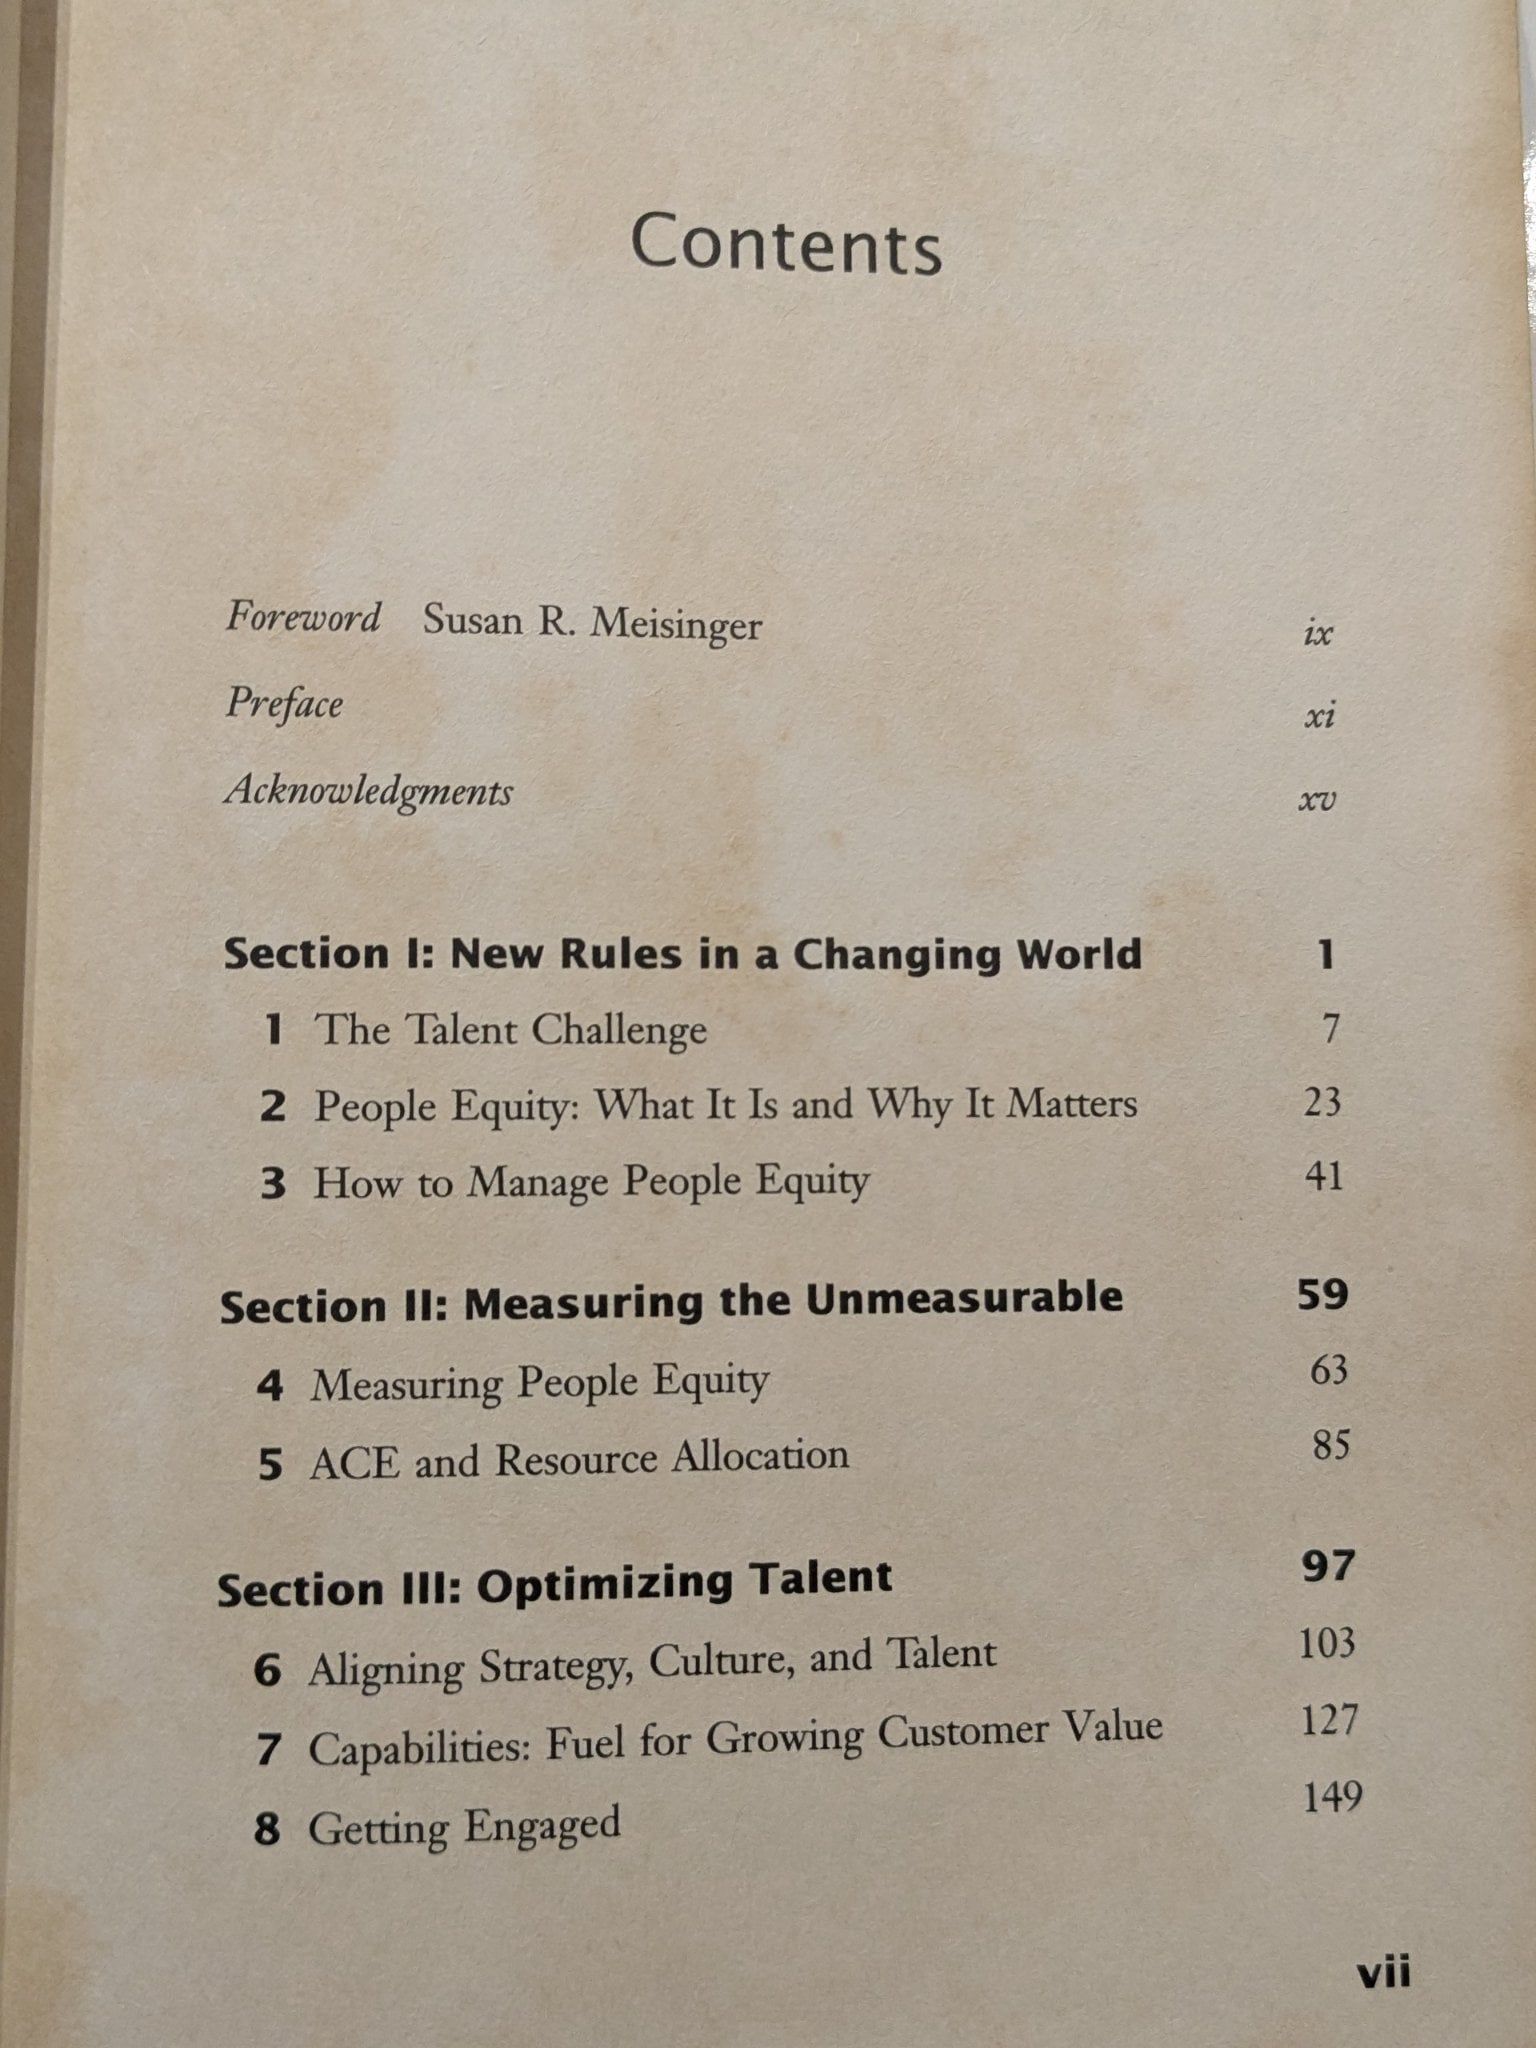 Contents
Foreword Susan R. Meisinger ix
Preface xi
Acknowledgments xv
Section I: New Rules in a Changing World 1
1 The Talent Challenge 7
2 People Equity: What It Is and Why It Matters 23
3 How to Manage People Equity 41
Section II: Measuring the Unmeasurable 59
4 Measuring People Equity 63
5 ACE and Resource Allocation 85
Section III: Optimizing Talent 97
6 Aligning Strategy, Culture, and Talent 103
7 Capabilities: Fuel for Growing Customer Value 127
8 Getting Engaged 149
vii